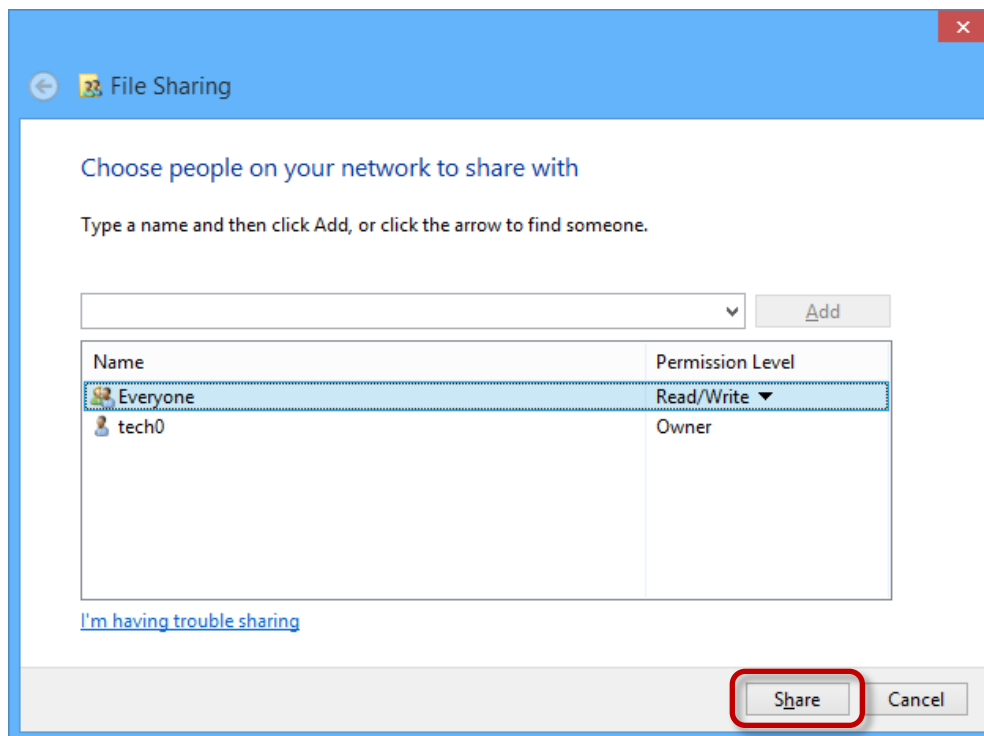 File Sharing
Choose people on your network to share with
Type a name and then click Add, or click the arrow to find someone.
Add
Name Permission Level
Everyone Read/Write
tech0 Owner
I'm having trouble sharing
Share Cancel